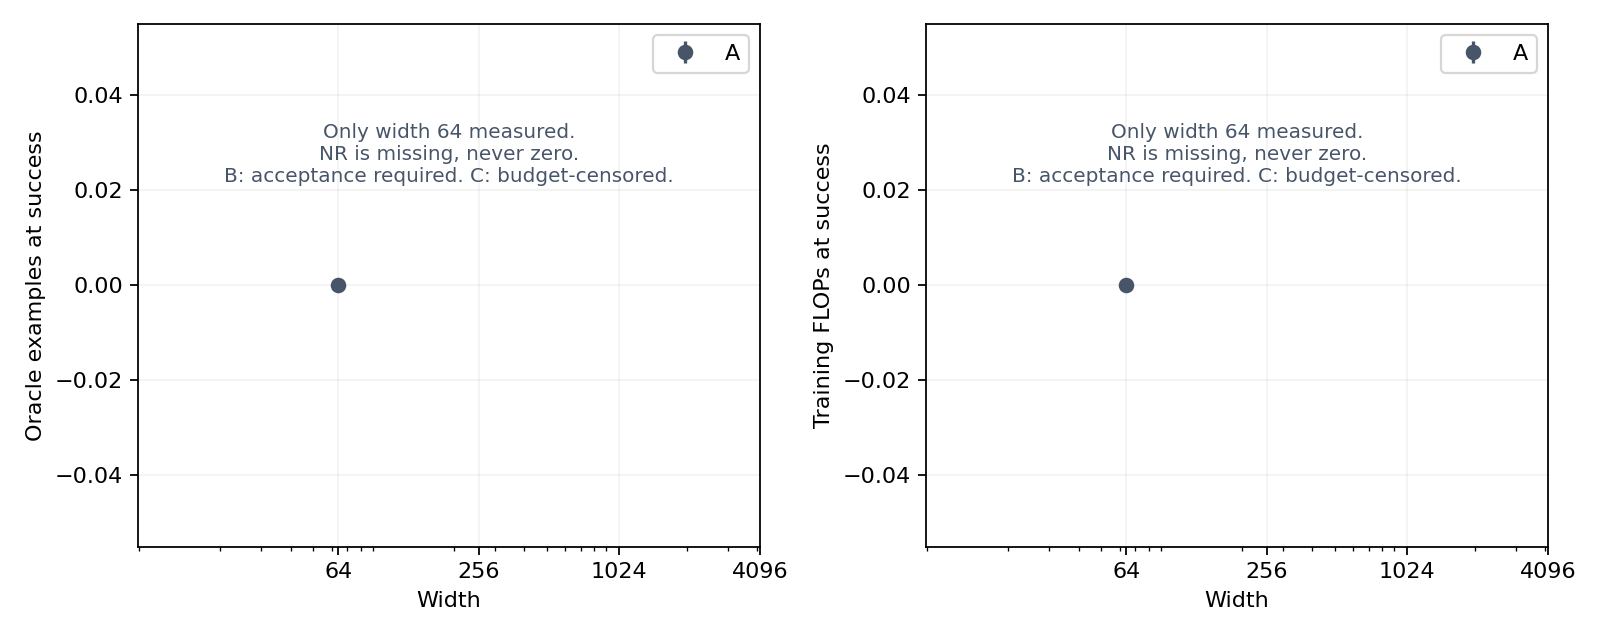 A
Only width 64 measured.
NR is missing, never zero.
B: acceptance required. C: budget-censored.
Oracle examples at success
0.04
0.02
0.00
−0.02
−0.04
64 256 1024 4096
Width
A
Only width 64 measured.
NR is missing, never zero.
B: acceptance required. C: budget-censored.
Training FLOPs at success
0.04
0.02
0.00
−0.02
−0.04
64 256 1024 4096
Width